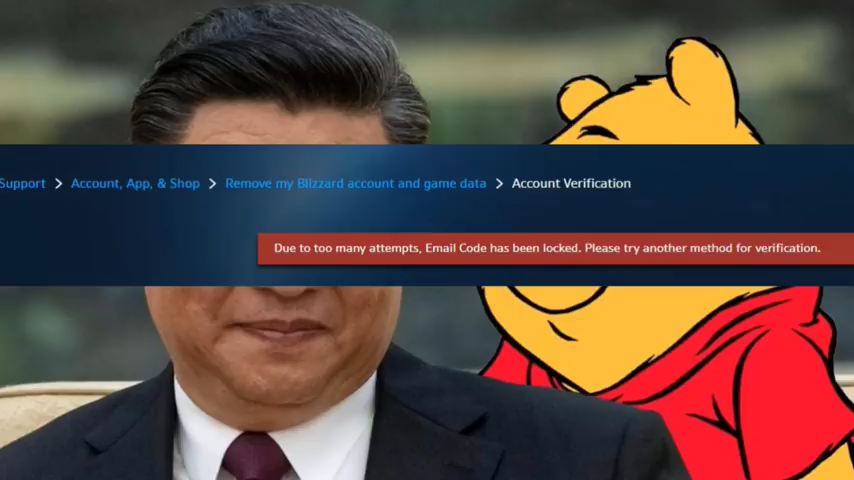 Support > Account, App, & Shop > Remove my Blizzard account and game data > Account Verification
Due to too many attempts, Email Code has been locked. Please try another method for verification.